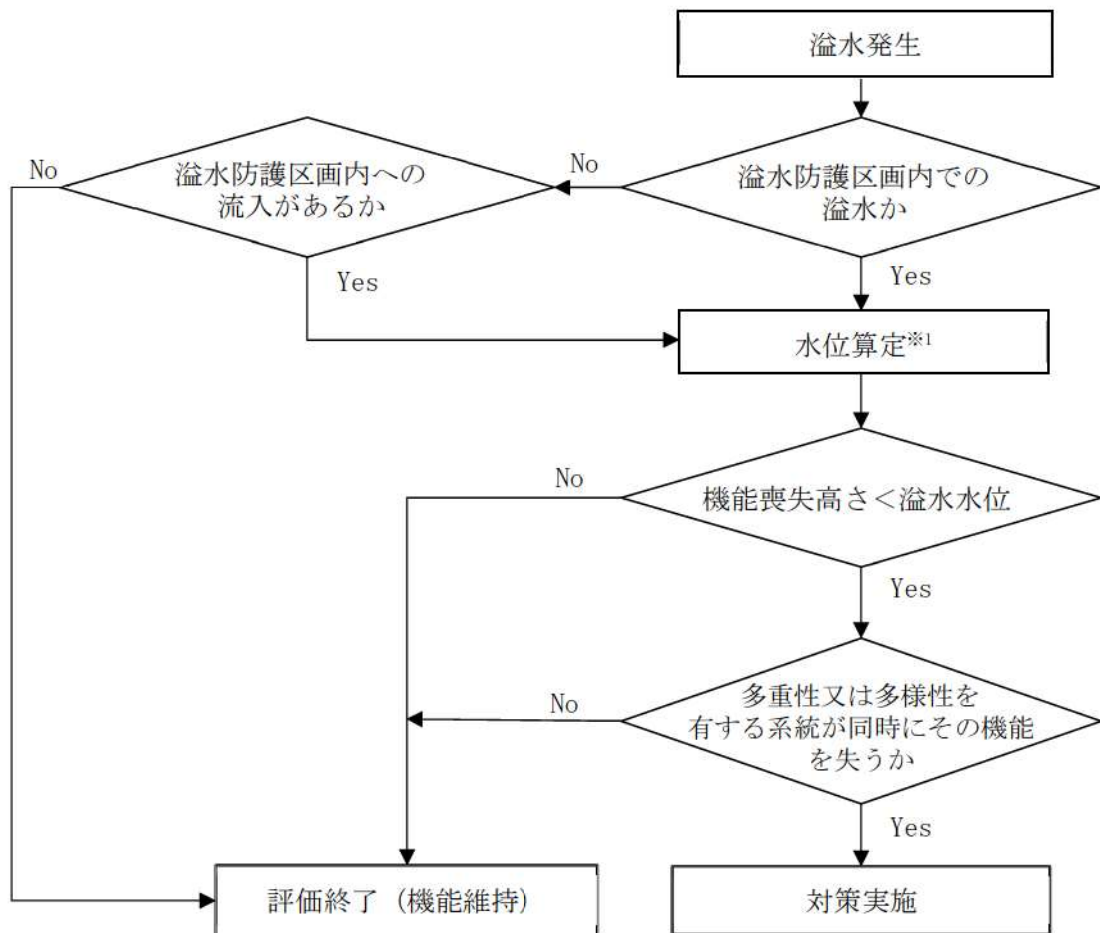 溢水発生
No
溢水防護区画内への
流入があるか
No
溢水防護区画内での
溢水か
Yes
Yes
水位算定※1
No
機能喪失高さ<溢水水位
Yes
No
多重性又は多様性を
有する系統が同時にその機能
を失うか
Yes
評価終了（機能維持）
対策実施